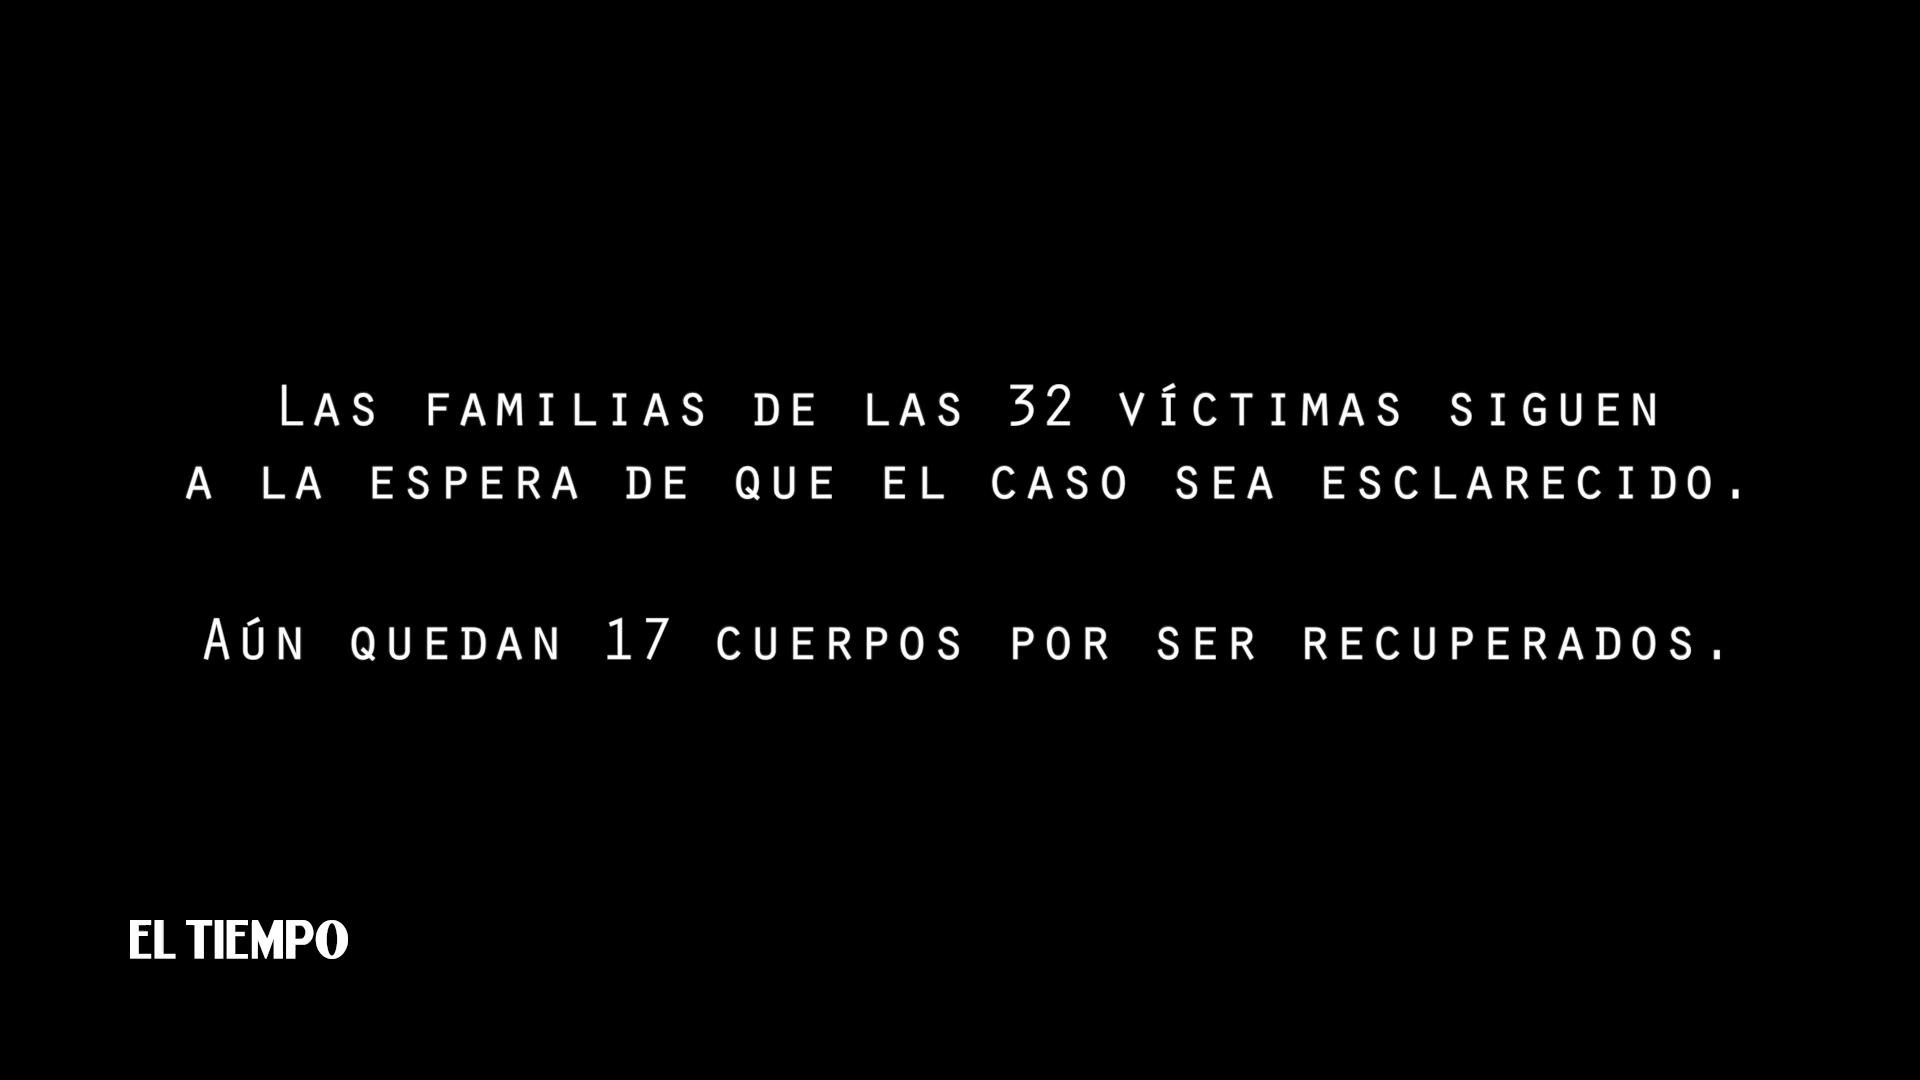 Las familias de las 32 víctimas siguen
a la espera de que el caso sea esclarecido.
Aún quedan 17 cuerpos por ser recuperados.
EL TIEMPO